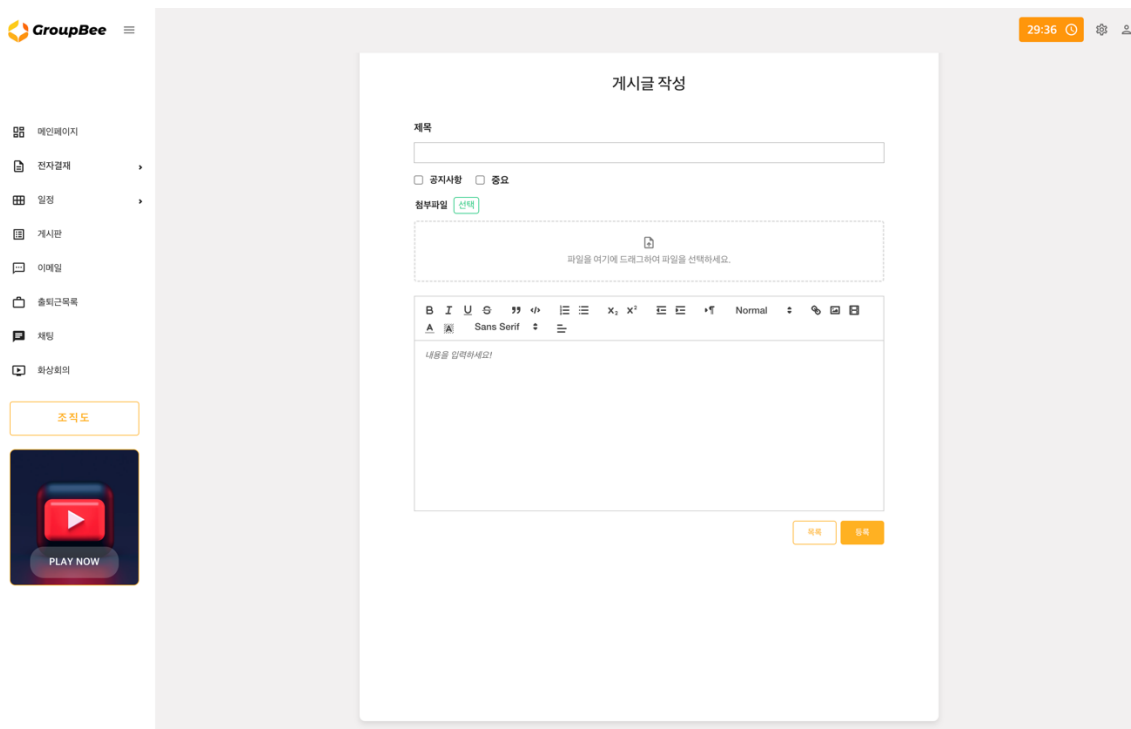 GroupBee
29:36
메인페이지
전자결재
일정
게시판
이메일
출퇴근목록
채팅
화상회의
조직도
PLAY NOW
게시글 작성
제목
공지사항 중요
첨부파일 선택
파일을 여기에 드래그하여 파일을 선택하세요.
Normal
Sans Serif
내용을 입력하세요!
목록 등록